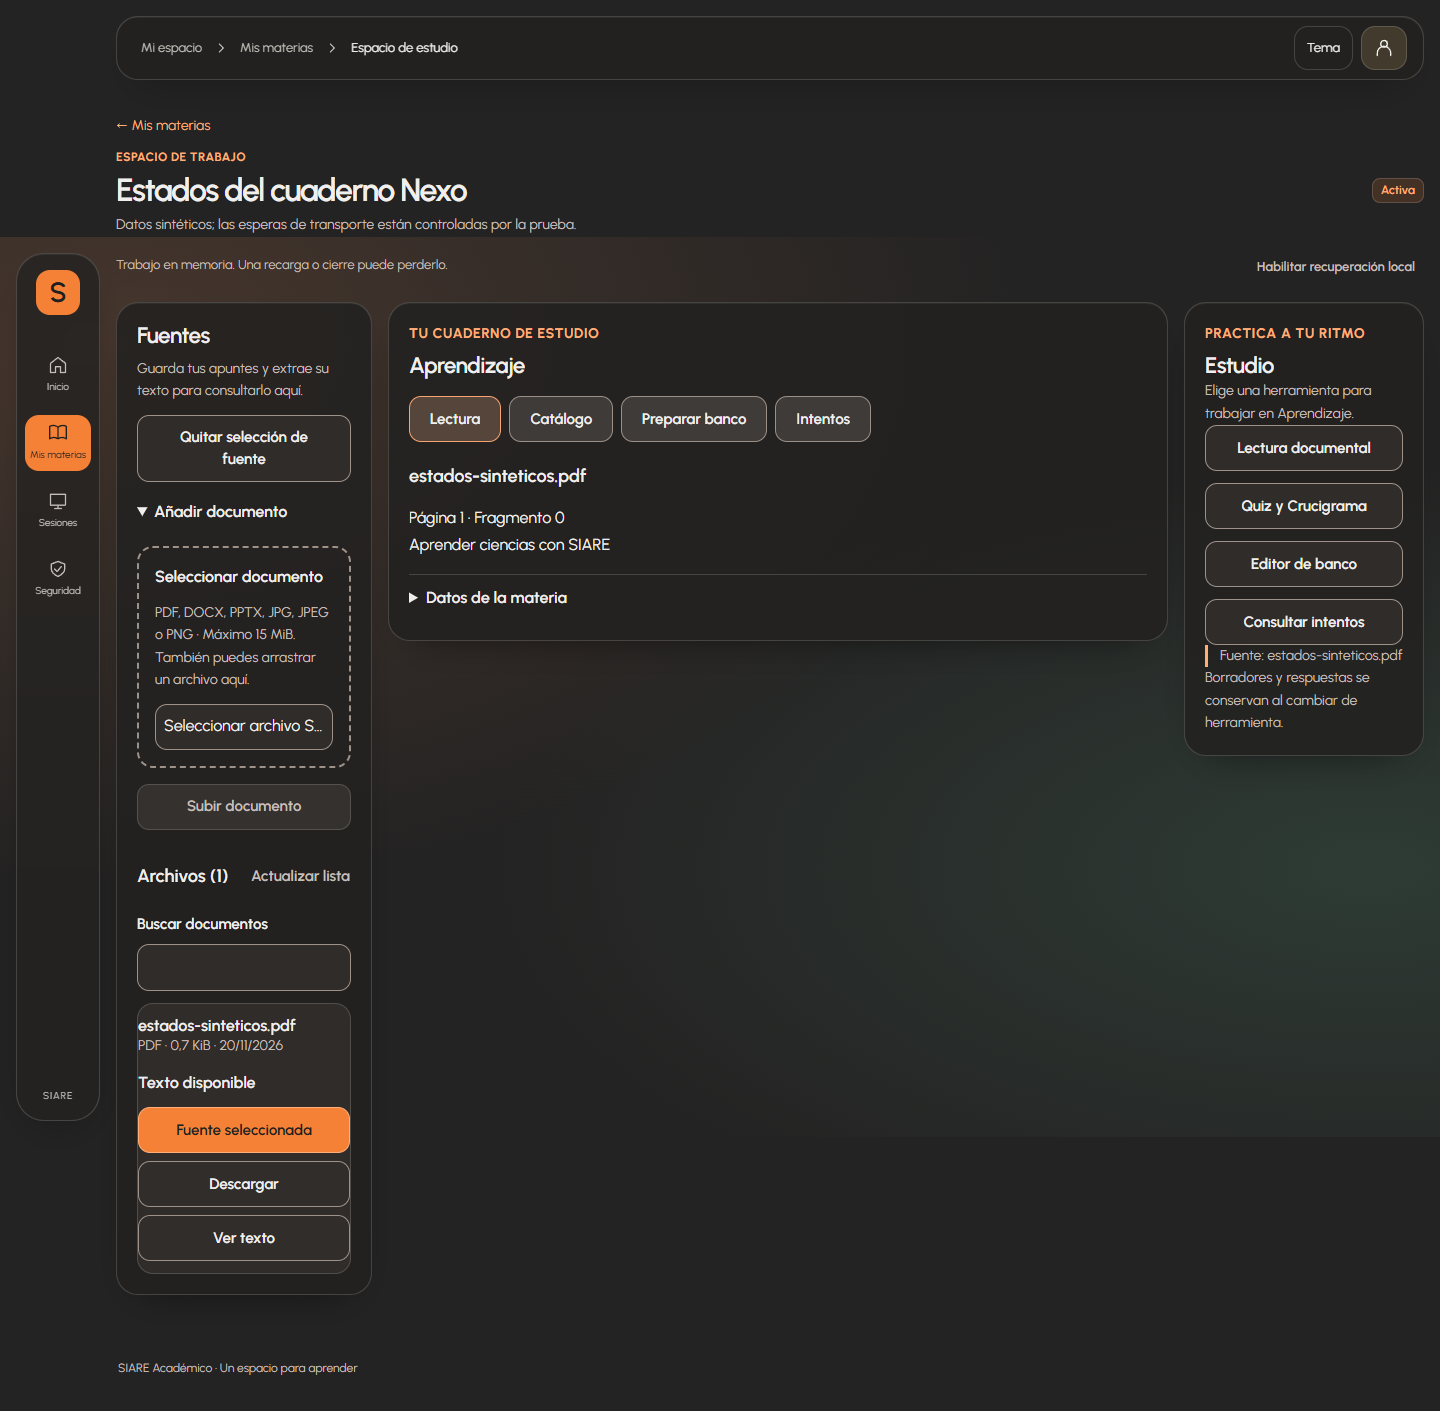 Mi espacio
Mis materias
Espacio de estudio
Tema
← Mis materias
ESPACIO DE TRABAJO
Estados del cuaderno Nexo
Activa
Datos sintéticos; las esperas de transporte están controladas por la prueba.
Trabajo en memoria. Una recarga o cierre puede perderlo.
Habilitar recuperación local
S
Inicio
Mis materias
Sesiones
Seguridad
SIARE
Fuentes
Guarda tus apuntes y extrae su
texto para consultarlo aquí.
Quitar selección de
fuente
Añadir documento
Seleccionar documento
PDF, DOCX, PPTX, JPG, JPEG
o PNG · Máximo 15 MiB.
También puedes arrastrar
un archivo aquí.
Seleccionar archivo S...
Subir documento
Archivos (1)
Actualizar lista
Buscar documentos
estados-sinteticos.pdf
PDF · 0,7 KiB · 20/11/2026
Texto disponible
Fuente seleccionada
Descargar
Ver texto
TU CUADERNO DE ESTUDIO
Aprendizaje
Lectura
Catálogo
Preparar banco
Intentos
estados-sinteticos.pdf
Página 1 · Fragmento 0
Aprender ciencias con SIARE
Datos de la materia
PRACTICA A TU RITMO
Estudio
Elige una herramienta para
trabajar en Aprendizaje.
Lectura documental
Quiz y Crucigrama
Editor de banco
Consultar intentos
Fuente: estados-sinteticos.pdf
Borradores y respuestas se
conservan al cambiar de
herramienta.
SIARE Académico · Un espacio para aprender